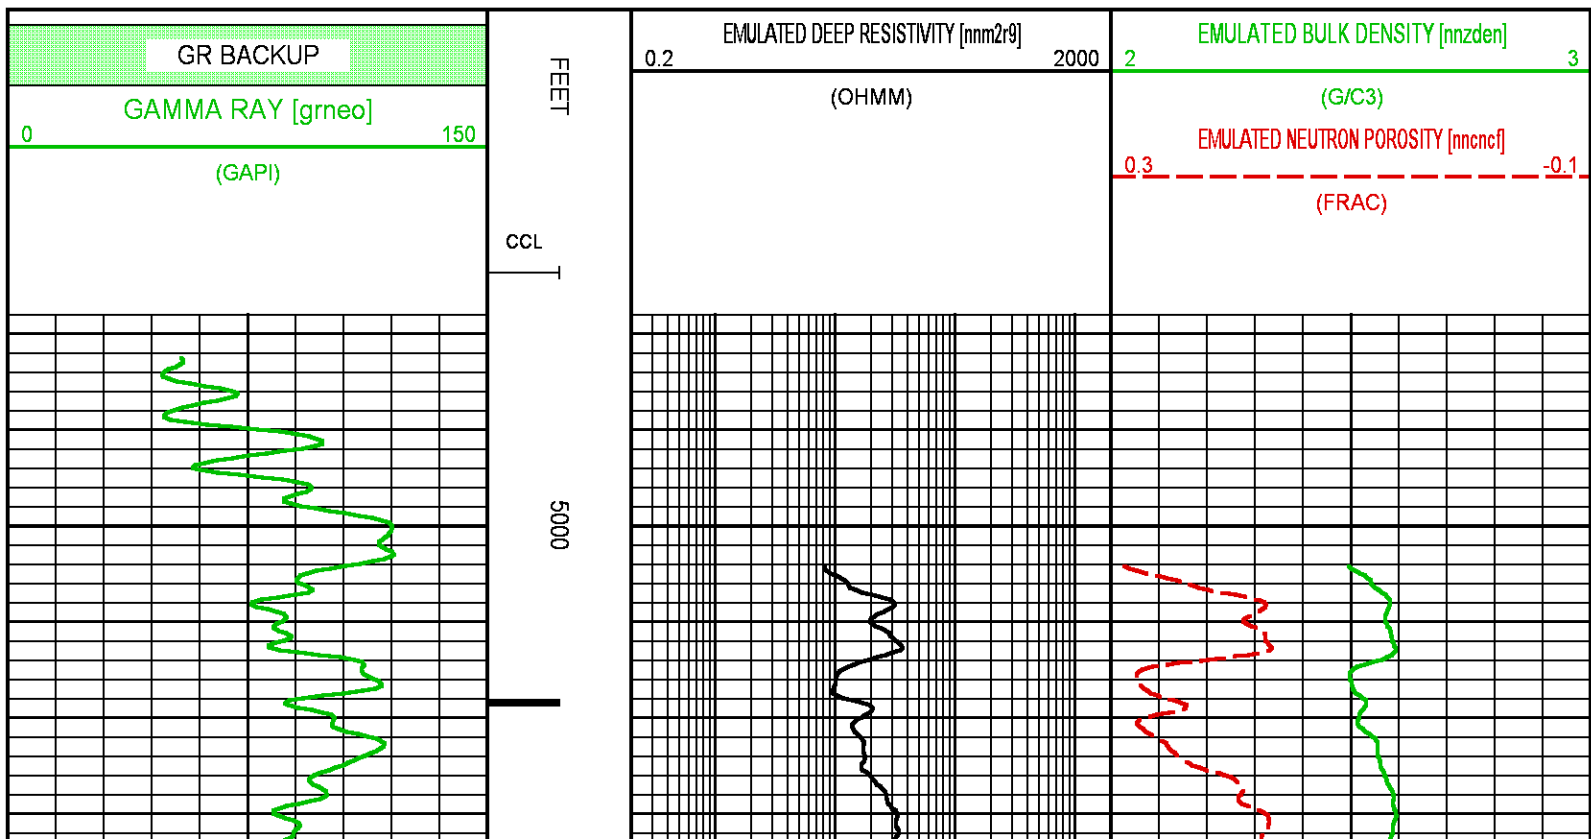 GR BACKUP
GAMMA RAY [grneo]
0 150
(GAPI)
FEET
CCL
5000
EMULATED DEEP RESISTIVITY [nnm2r9]
0.2 2000
(OHMM)
EMULATED BULK DENSITY [nnzden]
2 3
(G/C3)
EMULATED NEUTRON POROSITY [nncncf]
0.3 -0.1
(FRAC)